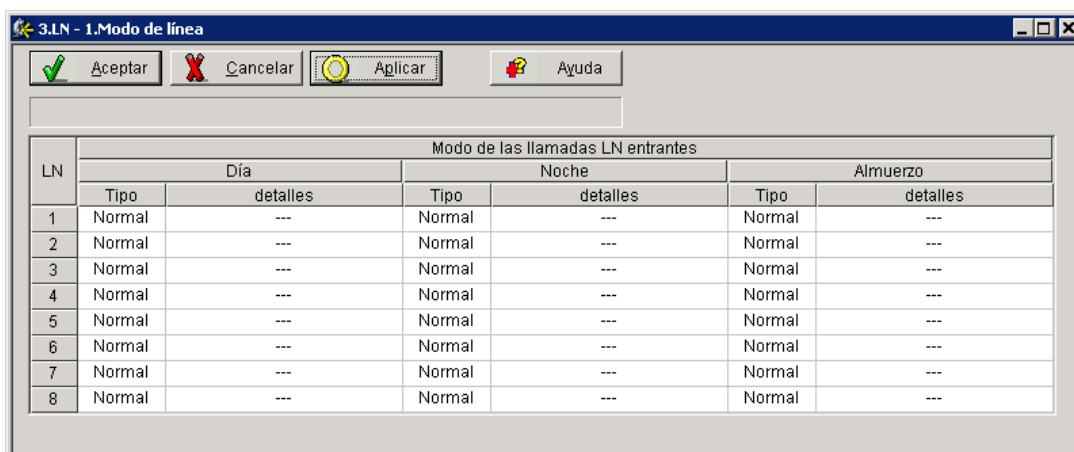 3.LN - 1.Modo de línea
Aceptar Cancelar Aplicar Ayuda
Modo de las llamadas LN entrantes
LN Día Noche Almuerzo
Tipo detalles Tipo detalles Tipo detalles
1 Normal --- Normal --- Normal ---
2 Normal --- Normal --- Normal ---
3 Normal --- Normal --- Normal ---
4 Normal --- Normal --- Normal ---
5 Normal --- Normal --- Normal ---
6 Normal --- Normal --- Normal ---
7 Normal --- Normal --- Normal ---
8 Normal --- Normal --- Normal ---